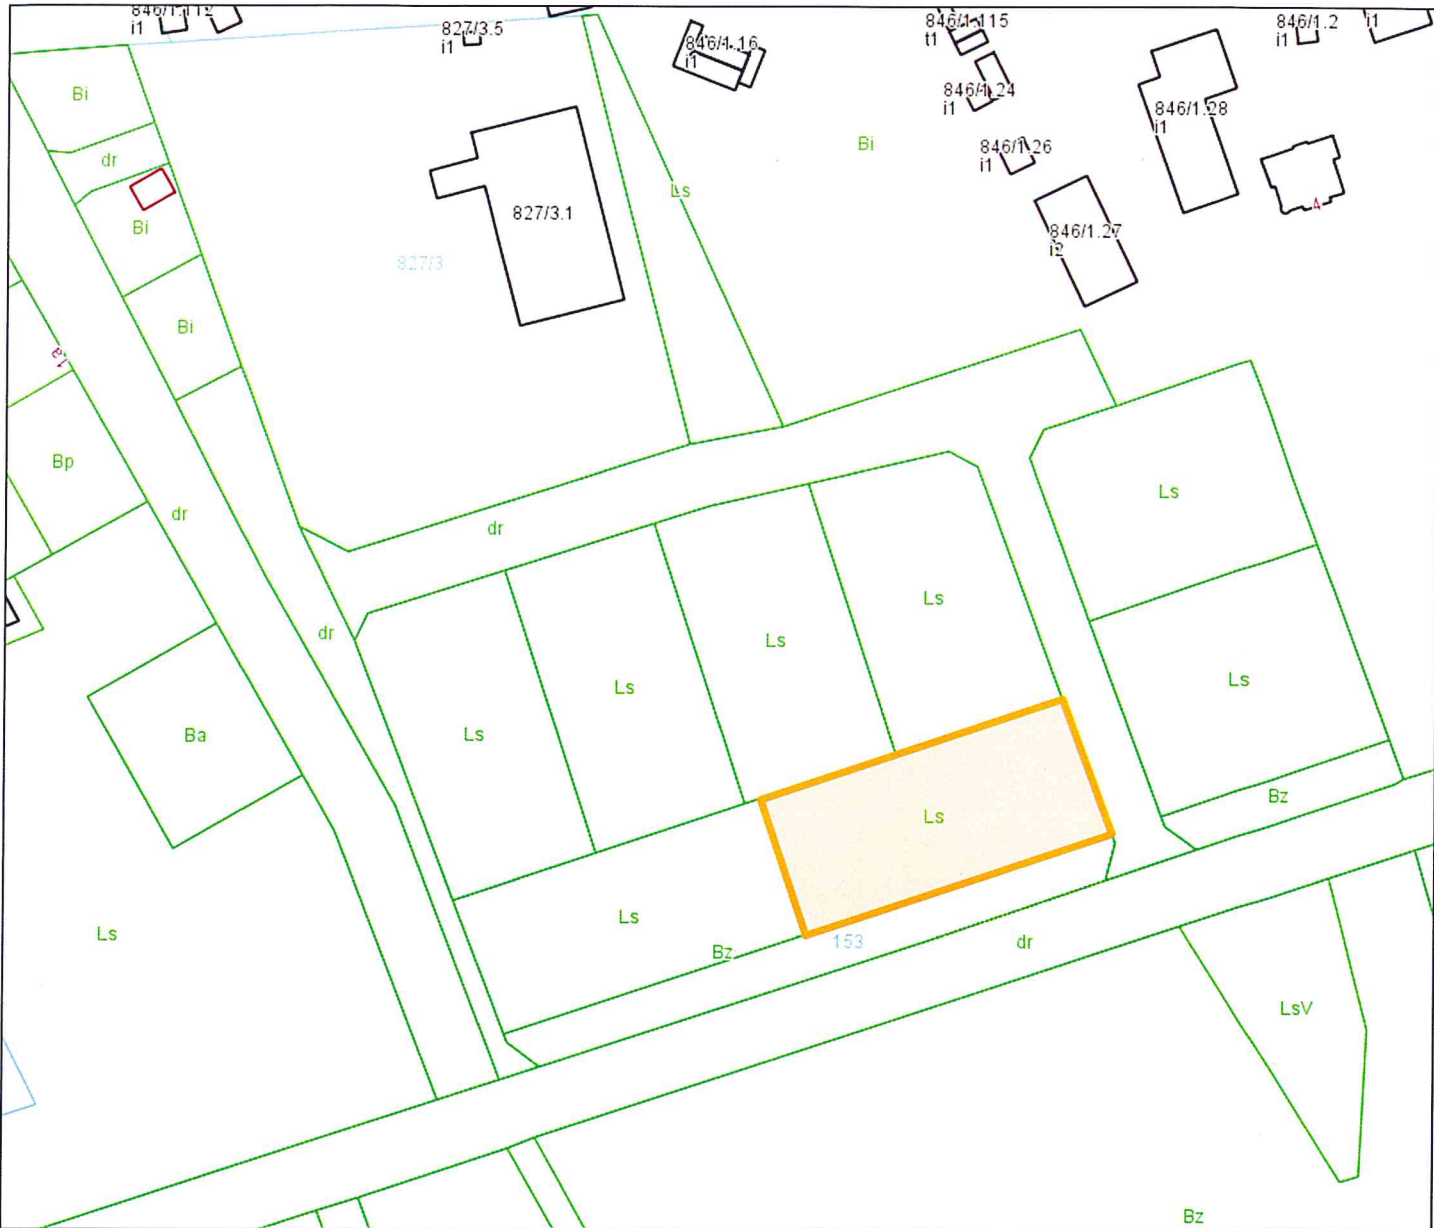 846/1.112
i1
827/3.5
i1
846/1.16
i1
846/1.115
t1
846/1.2
i1
i1
Bi
846/1.24
i1
846/1.28
i1
Bi
dr
846/1.26
i1
Ls
4
827/3.1
Bi
846/1.27
i2
827/3
Bi
Bp
Ls
dr
dr
Ls
dr
Ls
Ls
Ls
Ls
Ba
Bz
Ls
Ls
Ls
153
dr
Bz
LsV
Bz